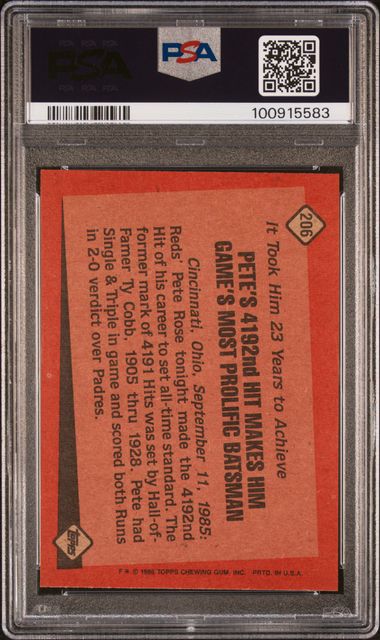 PSA
PSA
100915583
206
It Took Him 23 Years to Achieve
PETE'S 4192nd HIT MAKES HIM
GAME'S MOST PROLIFIC BATSMAN
Cincinnati, Ohio, September 11, 1985:
Reds' Pete Rose tonight made the 4192nd
Hit of his career to set all-time standard. The
former mark of 4191 Hits was set by Hall-of-
Famer Ty Cobb, 1905 thru 1928. Pete had
Single & Triple in game and scored both Runs
in 2-0 verdict over Padres.
TOPPS
© 1986 TOPPS CHEWING GUM, INC. PRTD. IN U.S.A.
PSA